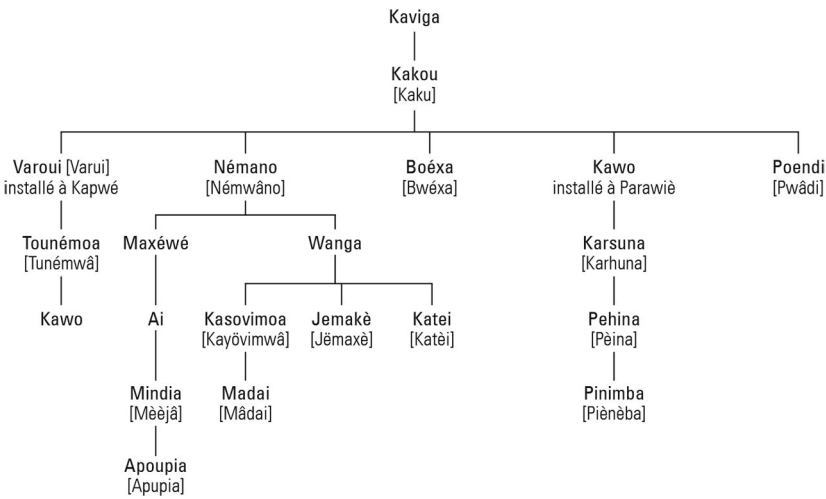 Kaviga
Kakou
[Kaku]
Varoui [Varui]
installé à Kapwé
Némano
[Némwâno]
Boéxa
[Bwéxa]
Kawo
installé à Parawiè
Poendi
[Pwâdi]
Tounémoa
[Tunémwâ]
Maxéwé
Wanga
Karsuna
[Karhuna]
Kawo
Ai
Kasovimoa
[Kayövimwâ]
Jemakè
[Jëmaxè]
Katei
[Katèi]
Pehina
[Pèina]
Mindia
[Mèèjâ]
Madai
[Mâdai]
Pinimba
[Piènèba]
Apoupia
[Apupia]